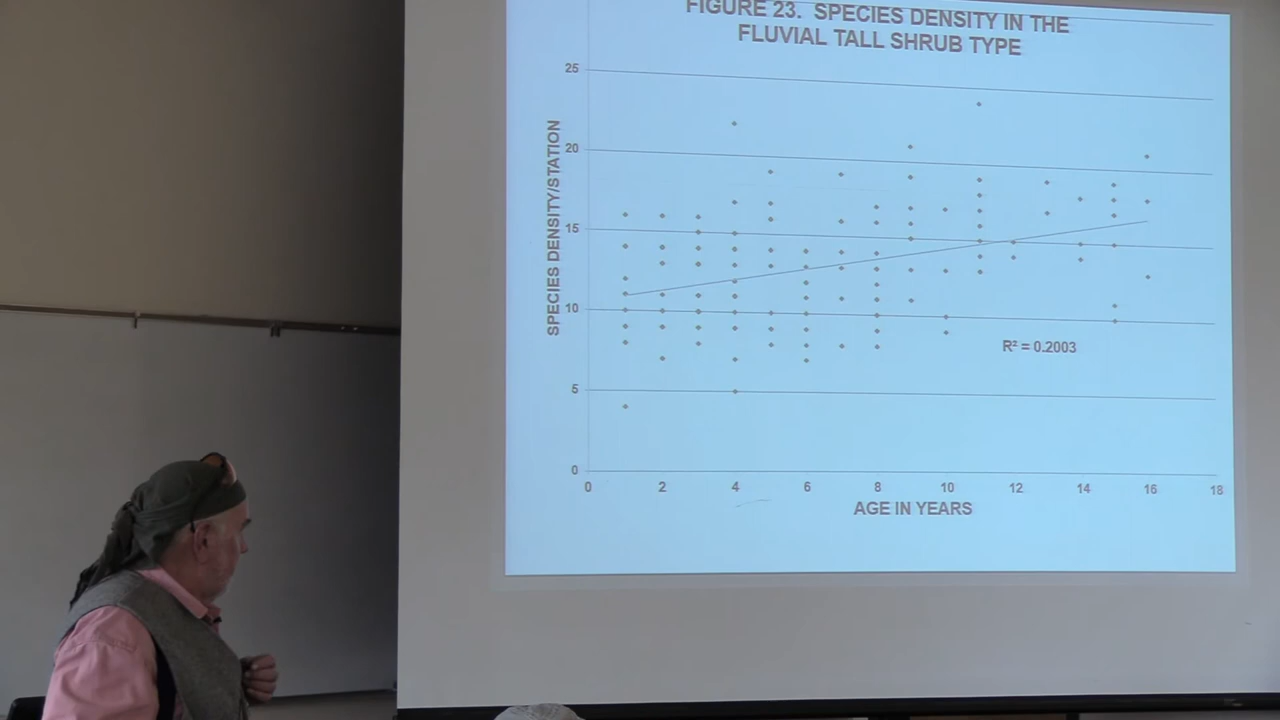 FIGURE 23. SPECIES DENSITY IN THE
FLUVIAL TALL SHRUB TYPE
SPECIES DENSITY/STATION
25
20
15
10
5
0
R² = 0.2003
0 2 4 6 8 10 12 14 16 18
AGE IN YEARS